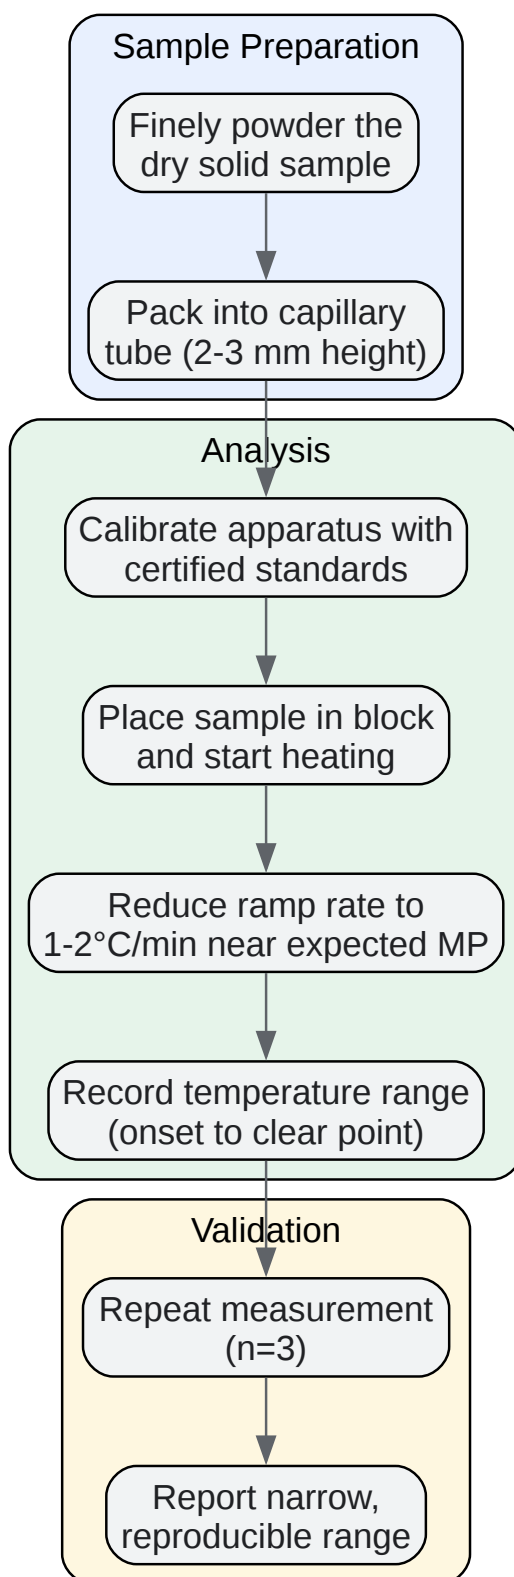 Sample Preparation
Finely powder the
dry solid sample
Pack into capillary
tube (2-3 mm height)
Analysis
Calibrate apparatus with
certified standards
Place sample in block
and start heating
Reduce ramp rate to
1-2°C/min near expected MP
Record temperature range
(onset to clear point)
Validation
Repeat measurement
(n=3)
Report narrow,
reproducible range